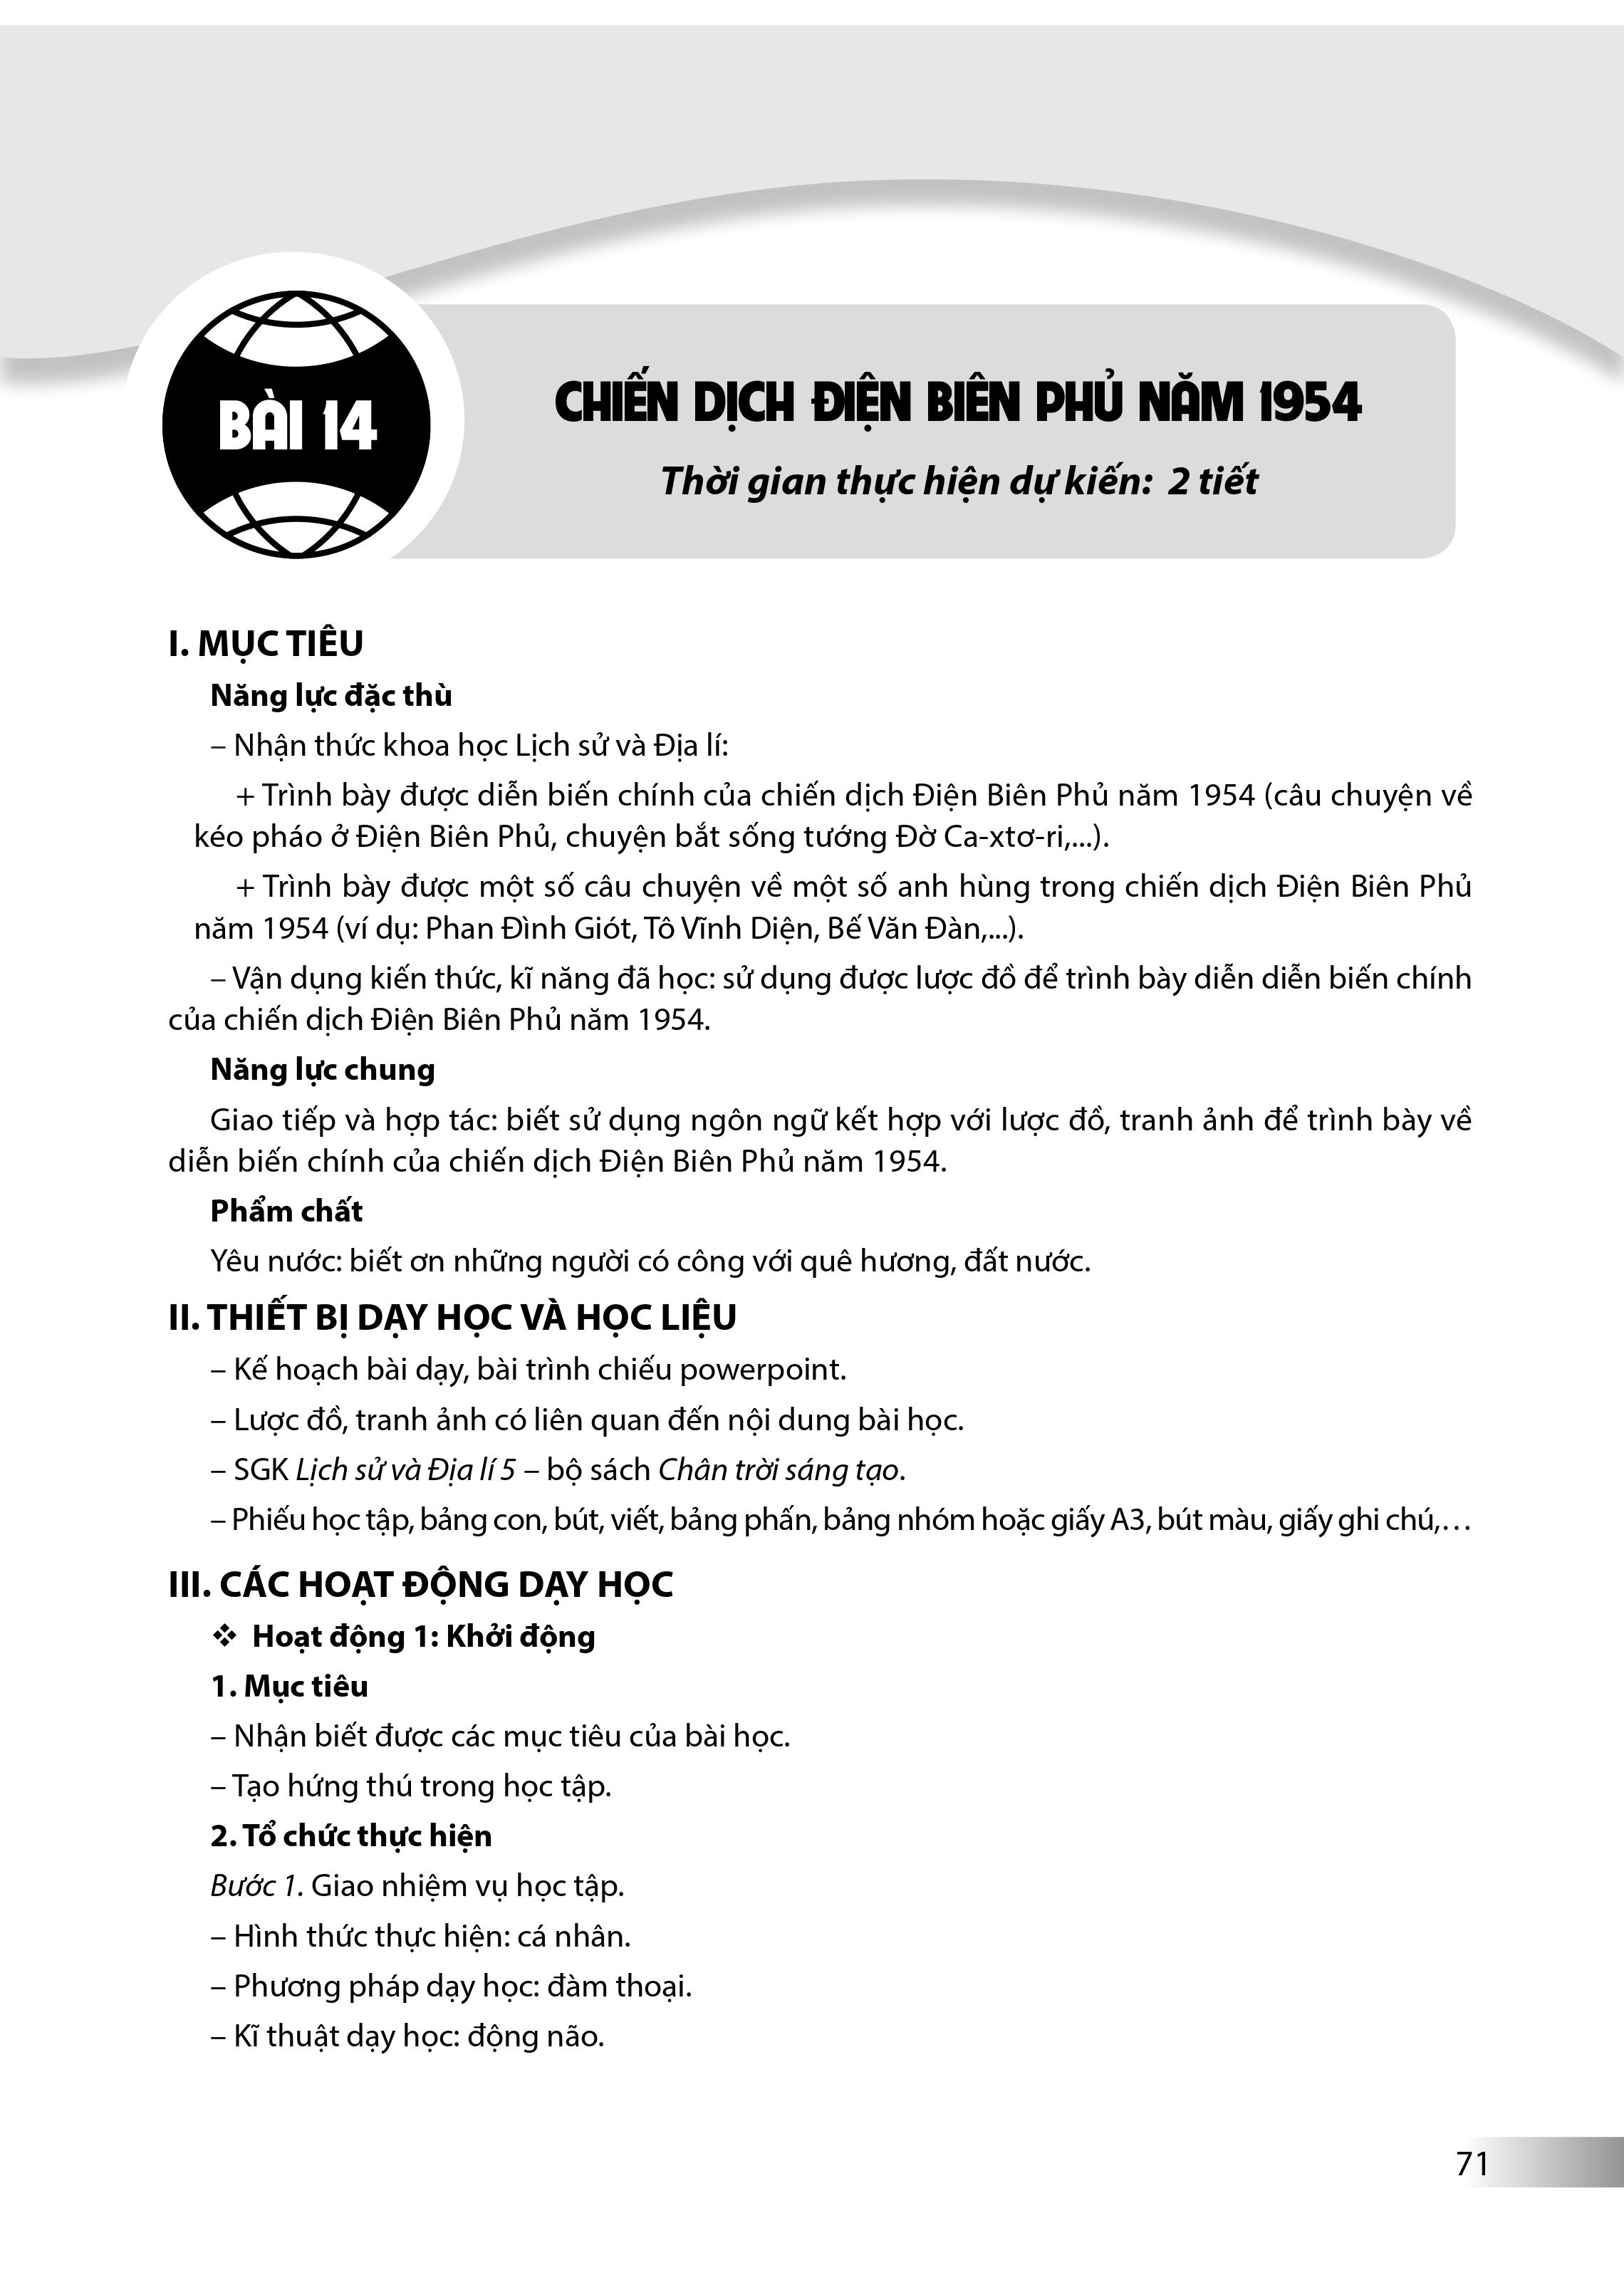 BÀI 14
CHIẾN DỊCH ĐIỆN BIÊN PHỦ NĂM 1954
Thời gian thực hiện dự kiến: 2 tiết
I. MỤC TIÊU
Năng lực đặc thù
– Nhận thức khoa học Lịch sử và Địa lí:
+ Trình bày được diễn biến chính của chiến dịch Điện Biên Phủ năm 1954 (câu chuyện về
kéo pháo ở Điện Biên Phủ, chuyện bắt sống tướng Đờ Ca-xtơ-ri,...).
+ Trình bày được một số câu chuyện về một số anh hùng trong chiến dịch Điện Biên Phủ
năm 1954 (ví dụ: Phan Đình Giót, Tô Vĩnh Diện, Bế Văn Đàn,...).
– Vận dụng kiến thức, kĩ năng đã học: sử dụng được lược đồ để trình bày diễn diễn biến chính
của chiến dịch Điện Biên Phủ năm 1954.
Năng lực chung
Giao tiếp và hợp tác: biết sử dụng ngôn ngữ kết hợp với lược đồ, tranh ảnh để trình bày về
diễn biến chính của chiến dịch Điện Biên Phủ năm 1954.
Phẩm chất
Yêu nước: biết ơn những người có công với quê hương, đất nước.
II. THIẾT BỊ DẠY HỌC VÀ HỌC LIỆU
– Kế hoạch bài dạy, bài trình chiếu powerpoint.
– Lược đồ, tranh ảnh có liên quan đến nội dung bài học.
– SGK Lịch sử và Địa lí 5 – bộ sách Chân trời sáng tạo.
– Phiếu học tập, bảng con, bút, viết, bảng phấn, bảng nhóm hoặc giấy A3, bút màu, giấy ghi chú,…
III. CÁC HOẠT ĐỘNG DẠY HỌC
❖ Hoạt động 1: Khởi động
1. Mục tiêu
– Nhận biết được các mục tiêu của bài học.
– Tạo hứng thú trong học tập.
2. Tổ chức thực hiện
Bước 1. Giao nhiệm vụ học tập.
– Hình thức thực hiện: cá nhân.
– Phương pháp dạy học: đàm thoại.
– Kĩ thuật dạy học: động não.
71